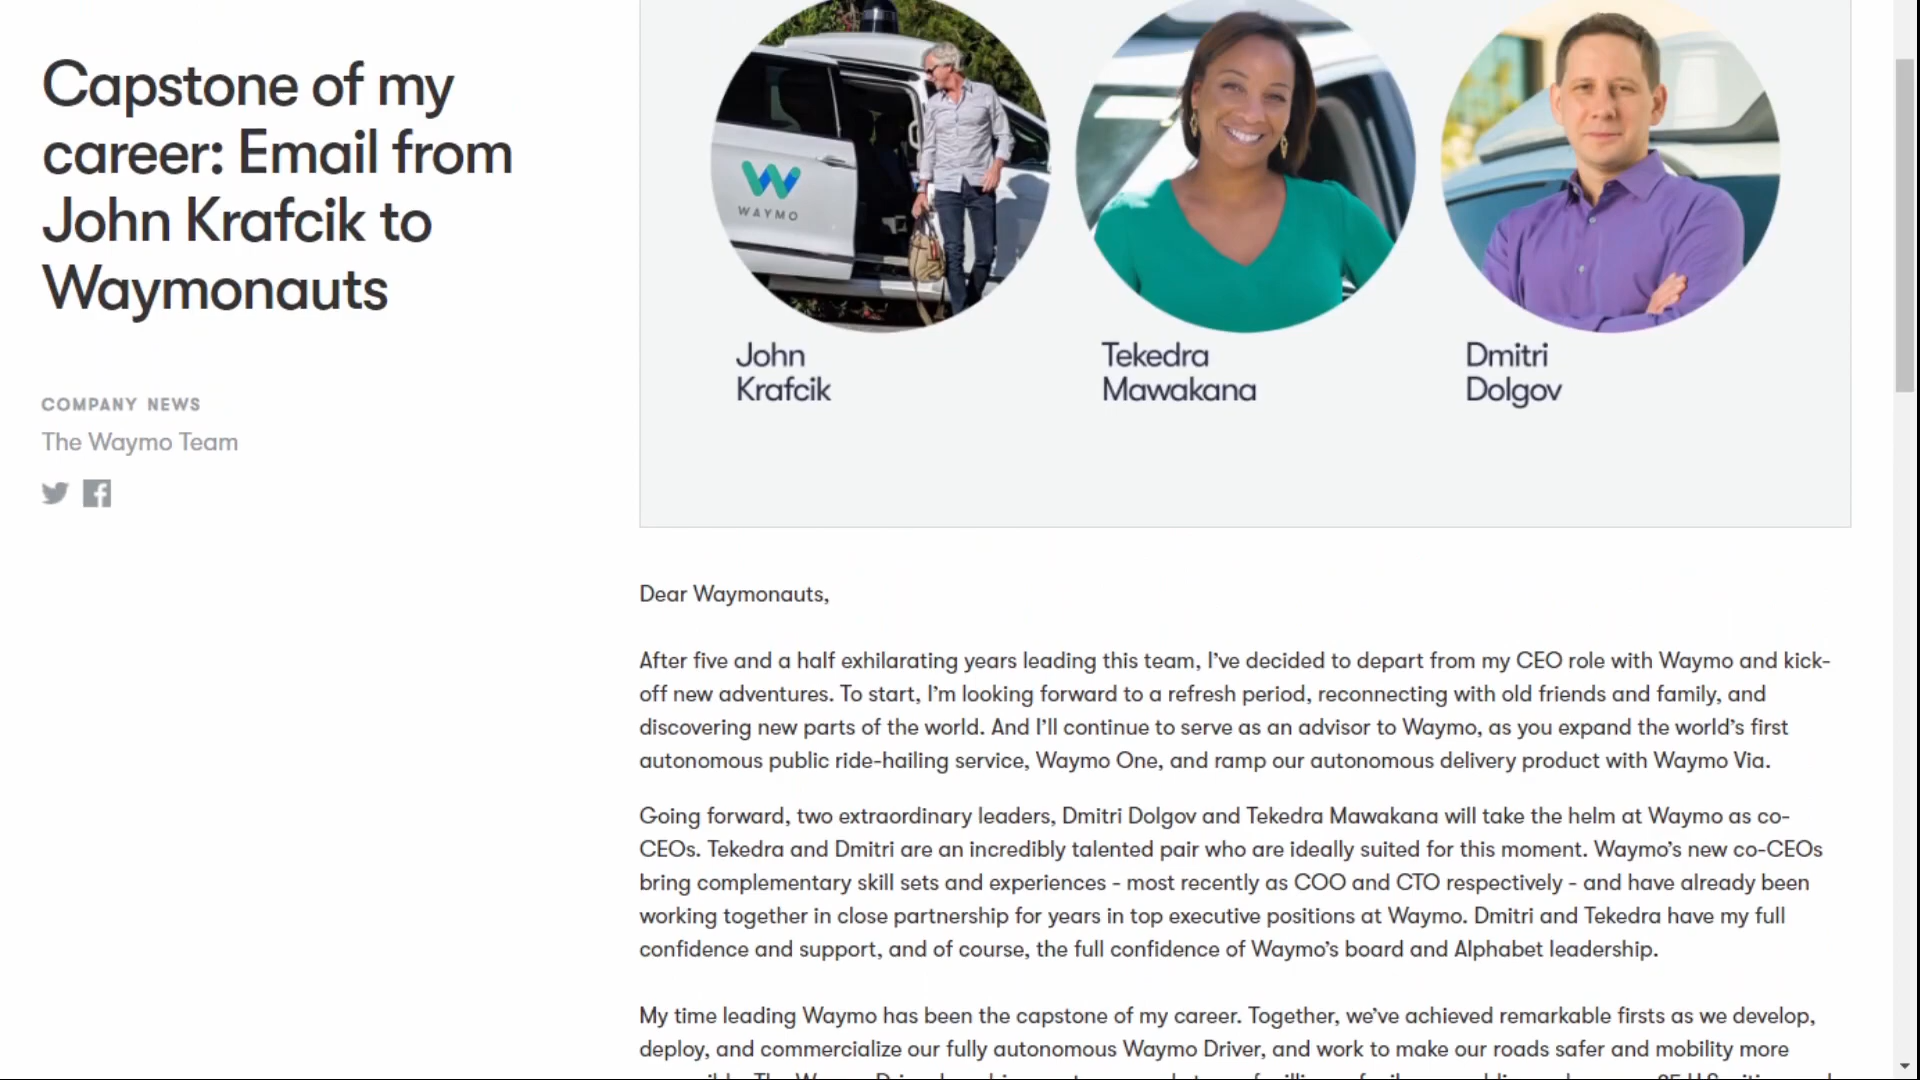 Capstone of my
career: Email from
John Krafcik to
Waymonauts
COMPANY NEWS
The Waymo Team
WAYMO
John
Krafcik
Tekedra
Mawakana
Dmitri
Dolgov
Dear Waymonauts,
After five and a half exhilarating years leading this team, I’ve decided to depart from my CEO role with Waymo and kick-
off new adventures. To start, I’m looking forward to a refresh period, reconnecting with old friends and family, and
discovering new parts of the world. And I’ll continue to serve as an advisor to Waymo, as you expand the world’s first
autonomous public ride-hailing service, Waymo One, and ramp our autonomous delivery product with Waymo Via.
Going forward, two extraordinary leaders, Dmitri Dolgov and Tekedra Mawakana will take the helm at Waymo as co-
CEOs. Tekedra and Dmitri are an incredibly talented pair who are ideally suited for this moment. Waymo’s new co-CEOs
bring complementary skill sets and experiences - most recently as COO and CTO respectively - and have already been
working together in close partnership for years in top executive positions at Waymo. Dmitri and Tekedra have my full
confidence and support, and of course, the full confidence of Waymo’s board and Alphabet leadership.
My time leading Waymo has been the capstone of my career. Together, we’ve achieved remarkable firsts as we develop,
deploy, and commercialize our fully autonomous Waymo Driver, and work to make our roads safer and mobility more